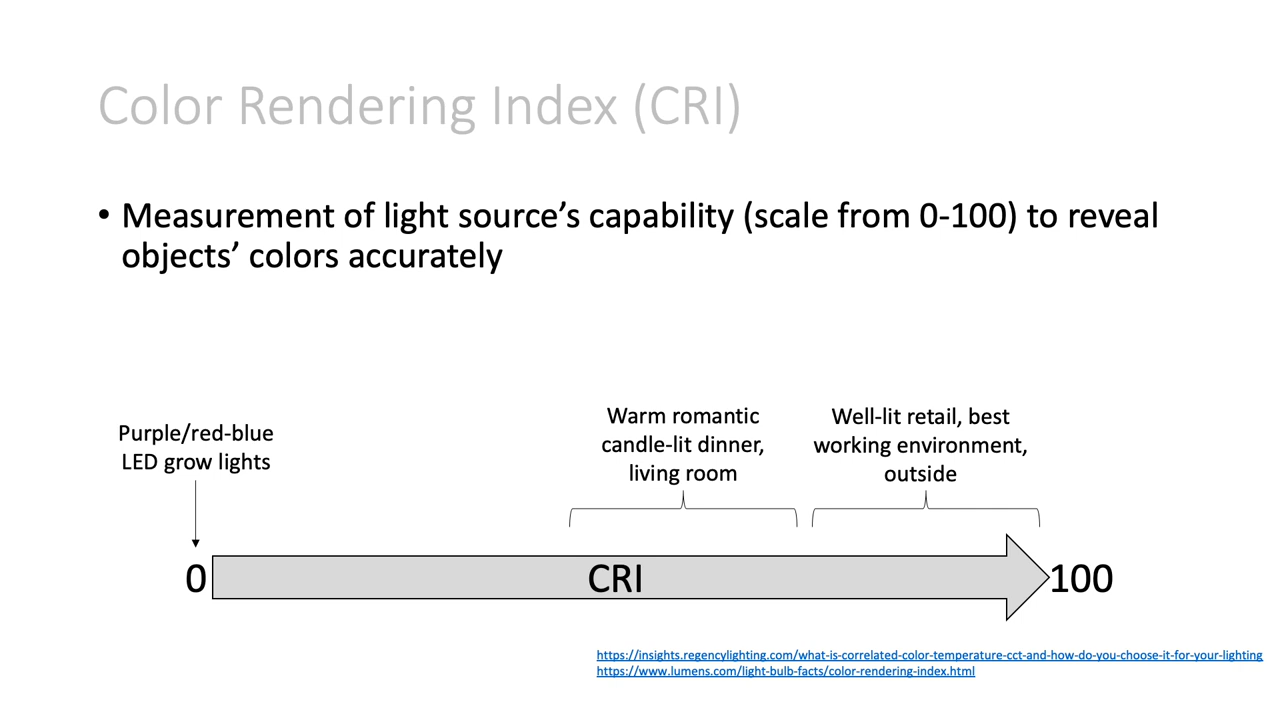 Color Rendering Index (CRI)
• Measurement of light source’s capability (scale from 0-100) to reveal
objects’ colors accurately
Purple/red-blue
LED grow lights
Warm romantic
candle-lit dinner,
living room
Well-lit retail, best
working environment,
outside
0
CRI
100
https://insights.regencylighting.com/what-is-correlated-color-temperature-cct-and-how-do-you-choose-it-for-your-lighting
https://www.lumens.com/light-bulb-facts/color-rendering-index.html